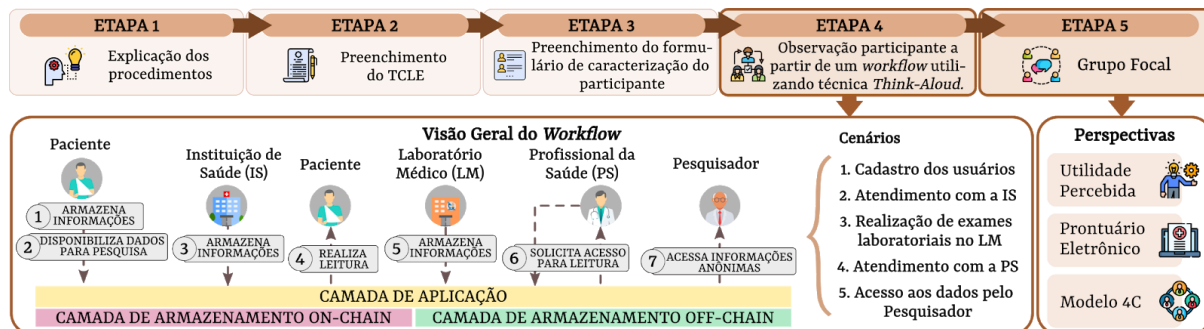 ETAPA 1
Explicação dos
procedimentos
ETAPA 2
Preenchimento
do TCLE
ETAPA 3
Preenchimento do formu-
lário de caracterização do
participante
ETAPA 4
Observação participante a
partir de um workflow utili-
zando técnica Think-Aloud.
ETAPA 5
Grupo Focal
Visão Geral do Workflow
Paciente
1 ARMAZENA
INFORMAÇÕES
2 DISPONIBILIZA DADOS
PARA PESQUISA
Instituição de
Saúde (IS)
3 ARMAZENA
INFORMAÇÕES
Paciente
4 REALIZA
LEITURA
Laboratório
Médico (LM)
5 ARMAZENA
INFORMAÇÕES
Profissional da
Saúde (PS)
6 SOLICITA ACESSO
PARA LEITURA
Pesquisador
7 ACESSA INFORMAÇÕES
ANÔNIMAS
CAMADA DE APLICAÇÃO
CAMADA DE ARMAZENAMENTO ON-CHAIN
CAMADA DE ARMAZENAMENTO OFF-CHAIN
Cenários
1. Cadastro dos usuários
2. Atendimento com a IS
3. Realização de exames
laboratoriais no LM
4. Atendimento com a PS
5. Acesso aos dados pelo
Pesquisador
Perspectivas
Utilidade
Percebida
Prontuário
Eletrônico
Modelo 4C